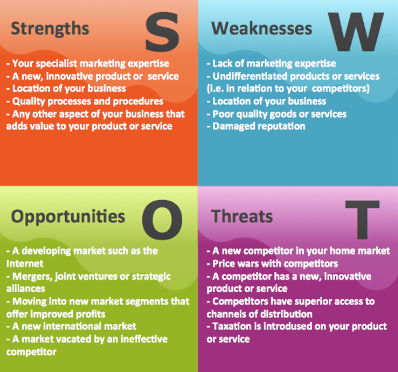 Strengths
S
- Your specialist marketing expertise
- A new, innovative product or service
- Location of your business
- Quality processes and procedures
- Any other aspect of your business that
adds value to your product or service
Weaknesses
W
- Lack of marketing expertise
- Undifferentiated products or services
(i.e. in relation to your competitors)
- Location of your business
- Poor quality goods or services
- Damaged reputation
Opportunities
O
- A developing market such as the
Internet
- Mergers, joint ventures or strategic
alliances
- Moving into new market segments that
offer improved profits
- A new international market
- A market vacated by an ineffective
competitor
Threats
T
- A new competitor in your home market
- Price wars with competitors
- A competitor has a new, innovative
product or service
- Competitors have superior access to
channels of distribution
- Taxation is introdused on your product
or service